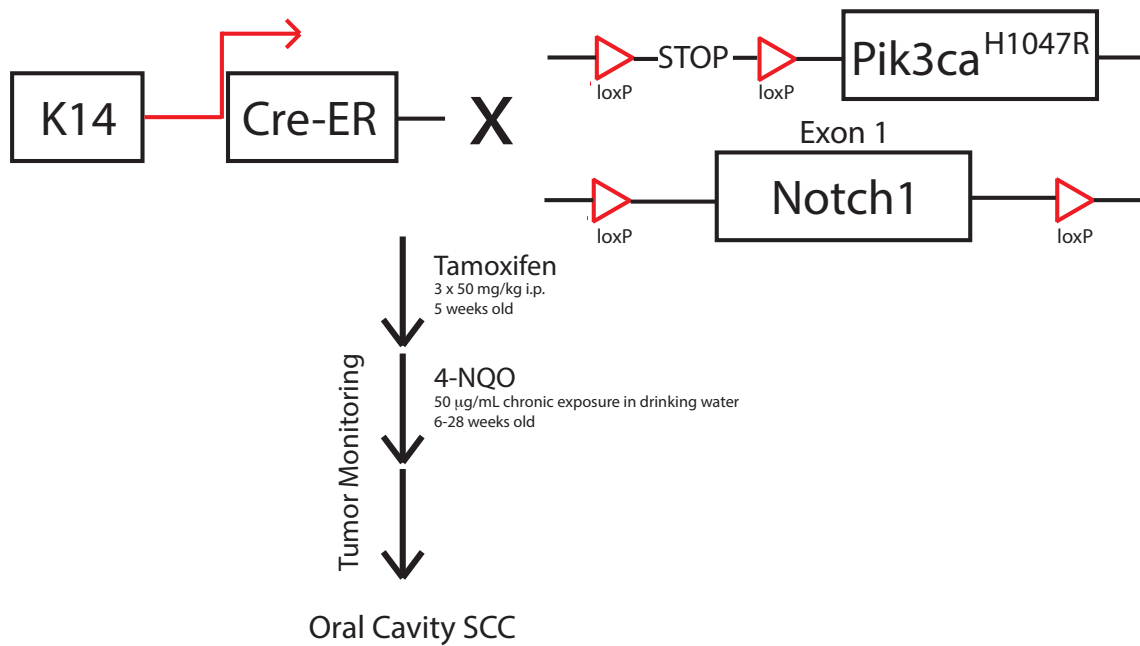 K14
Cre-ER
X
STOP
Pik3ca H1047R
loxP
loxP
Exon 1
Notch1
loxP
loxP
Tamoxifen
3 x 50 mg/kg i.p.
5 weeks old
4-NQO
50 µg/mL chronic exposure in drinking water
6-28 weeks old
Tumor Monitoring
Oral Cavity SCC